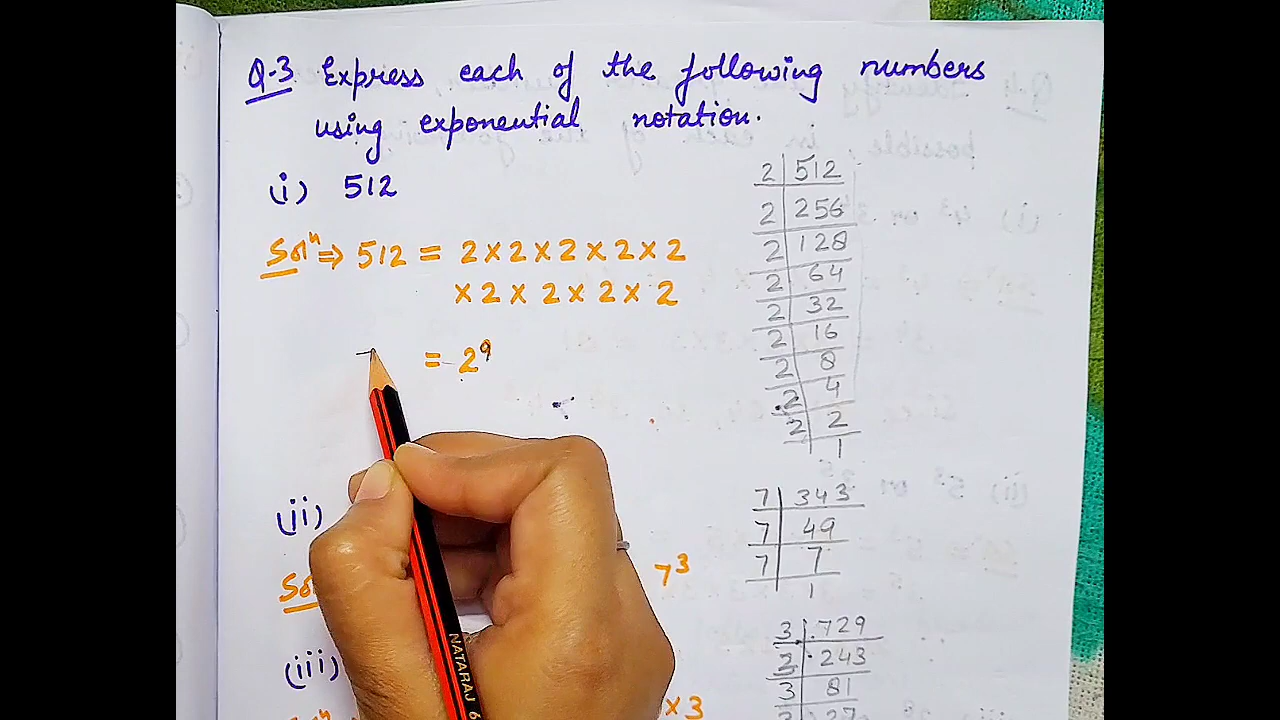 Q.3 Express each of the following numbers
using exponential notation.
(i) 512
Solⁿ ⇒ 512 = 2×2×2×2×2
×2×2×2×2
= 2⁹
2 | 512
2 | 256
2 | 128
2 | 64
2 | 32
2 | 16
2 | 8
2 | 4
2 | 2
1
(ii)
7³
7 | 343
7 | 49
7 | 7
1
(iii)
×3
3 | 729
3 | 243
3 | 81
3 | 27
NATARAJ 6